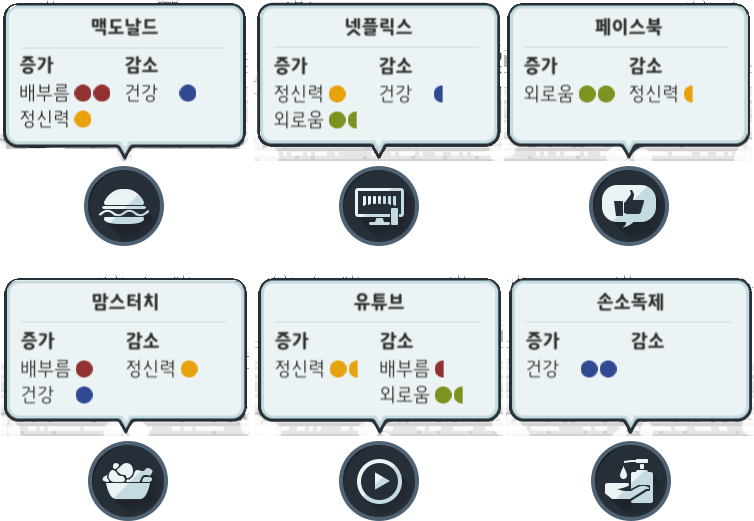 맥도날드
증가 감소
배부름 건강
정신력
넷플릭스
증가 감소
정신력 건강
외로움
페이스북
증가 감소
외로움 정신력
맘스터치
증가 감소
배부름 정신력
건강
유튜브
증가 감소
정신력 배부름
외로움
손소독제
증가 감소
건강